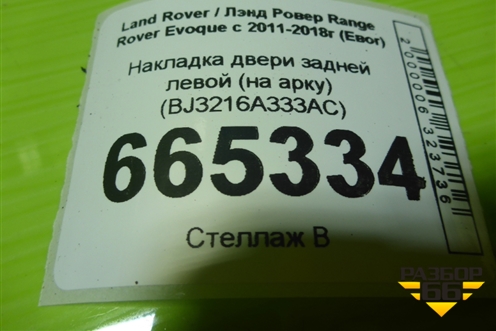 Land Rover / Лэнд Ровер Range
Rover Evoque с 2011-2018г (Евог)
Накладка двери задней
левой (на арку)
(BJ3216A333AC)
665334
Стеллаж В
2000006323736
РАЗБОР
66